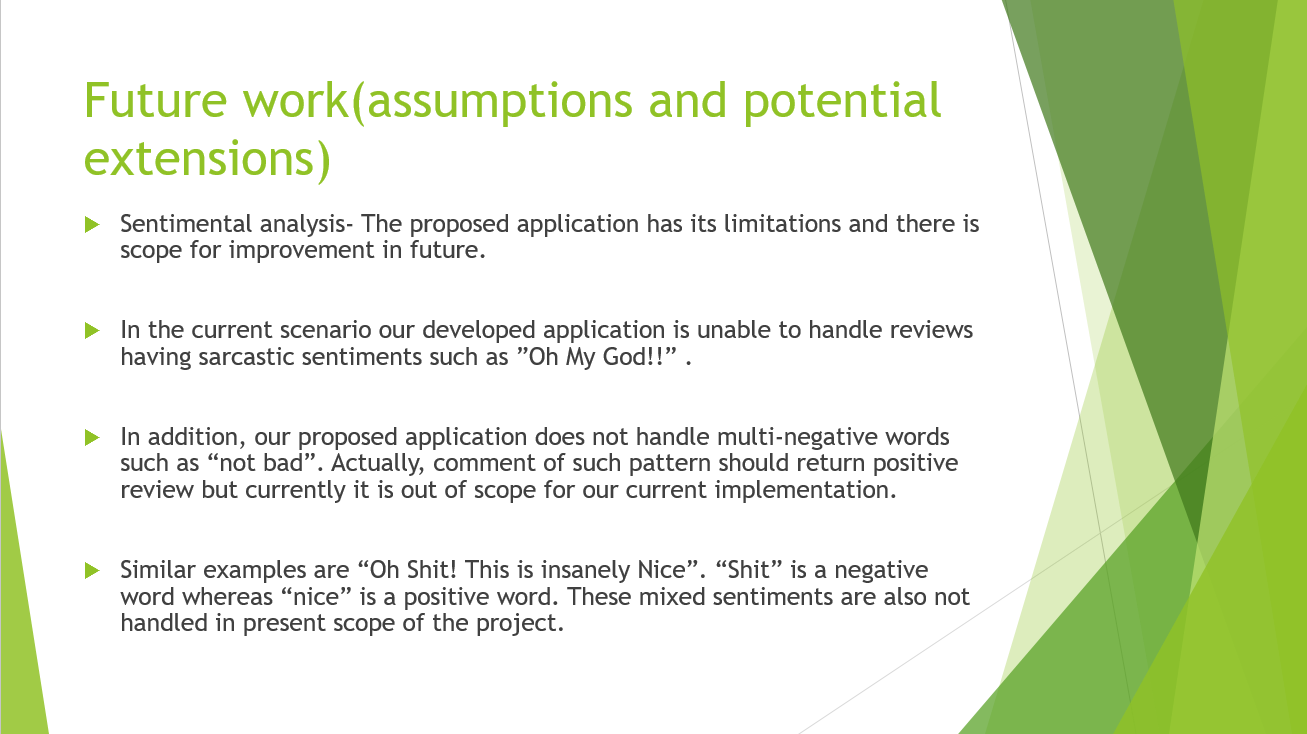 Future work(assumptions and potential
extensions)
Sentimental analysis- The proposed application has its limitations and there is
scope for improvement in future.
In the current scenario our developed application is unable to handle reviews
having sarcastic sentiments such as ”Oh My God!!” .
In addition, our proposed application does not handle multi-negative words
such as “not bad”. Actually, comment of such pattern should return positive
review but currently it is out of scope for our current implementation.
Similar examples are “Oh Shit! This is insanely Nice”. “Shit” is a negative
word whereas “nice” is a positive word. These mixed sentiments are also not
handled in present scope of the project.